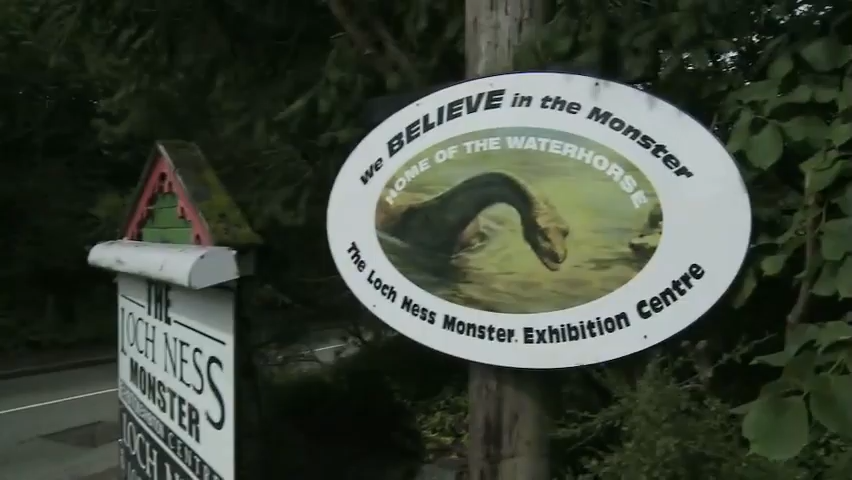 We BELIEVE in the Monster
HOME OF THE WATERHORSE
The Loch Ness Monster Exhibition Centre
THE
LOCH NESS
MONSTER
EXHIBITION CENTRE
LOCH N